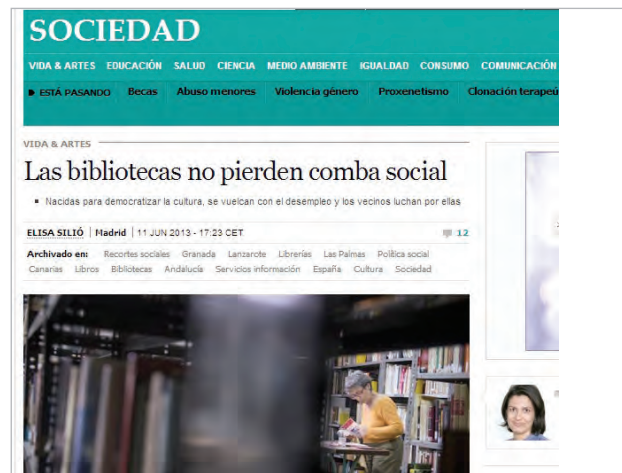 SOCIEDAD
VIDA & ARTES EDUCACIÓN SALUD CIENCIA MEDIO AMBIENTE IGUALDAD CONSUMO COMUNICACIÓN
ESTÁ PASANDO Becas Abuso menores Violencia género Proxenetismo Clonación terapeú
VIDA & ARTES
Las bibliotecas no pierden comba social
Nacidas para democratizar la cultura, se vuelcan con el desempleo y los vecinos luchan por ellas
ELISA SILIÓ | Madrid | 11 JUN 2013 - 17:23 CET 12
Archivado en: Recortes sociales Granada Lanzarote Librerías Las Palmas Política social
Canarias Libros Bibliotecas Andalucía Servicios información España Cultura Sociedad